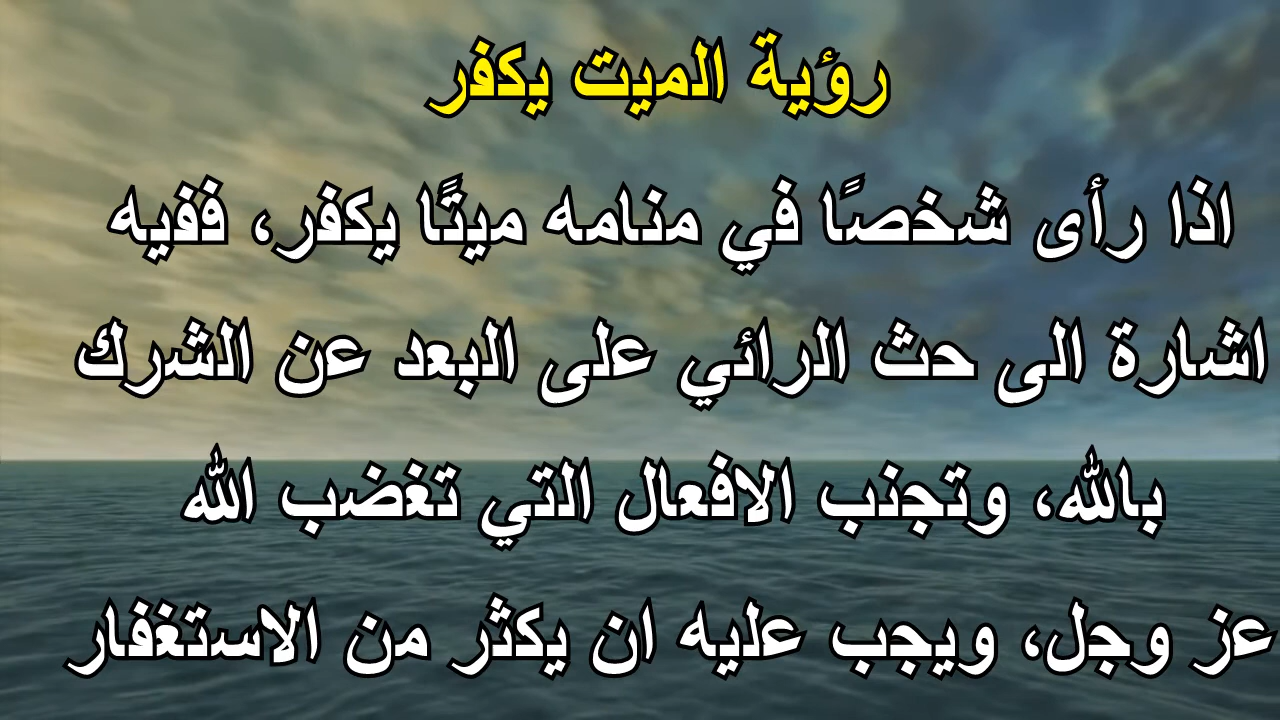 رؤية الميت يكفر
اذا رأى شخصًا في منامه ميتًا يكفر، ففيه
اشارة الى حث الرائي على البعد عن الشرك
بالله، وتجذب الافعال التي تغضب الله
عز وجل، ويجب عليه ان يكثر من الاستغفار